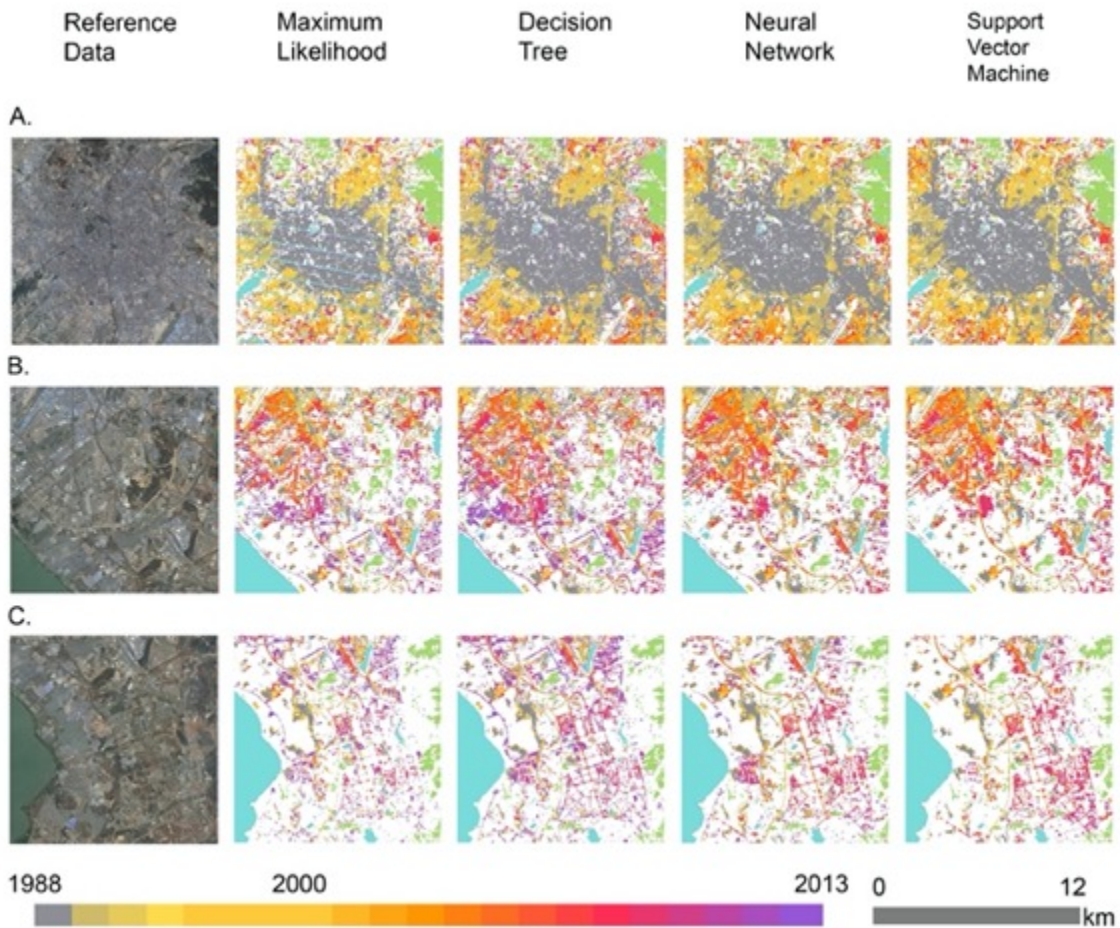 Reference
Data
Maximum
Likelihood
Decision
Tree
Neural
Network
Support
Vector
Machine
A.
B.
C.
1988
2000
2013
0
12
km